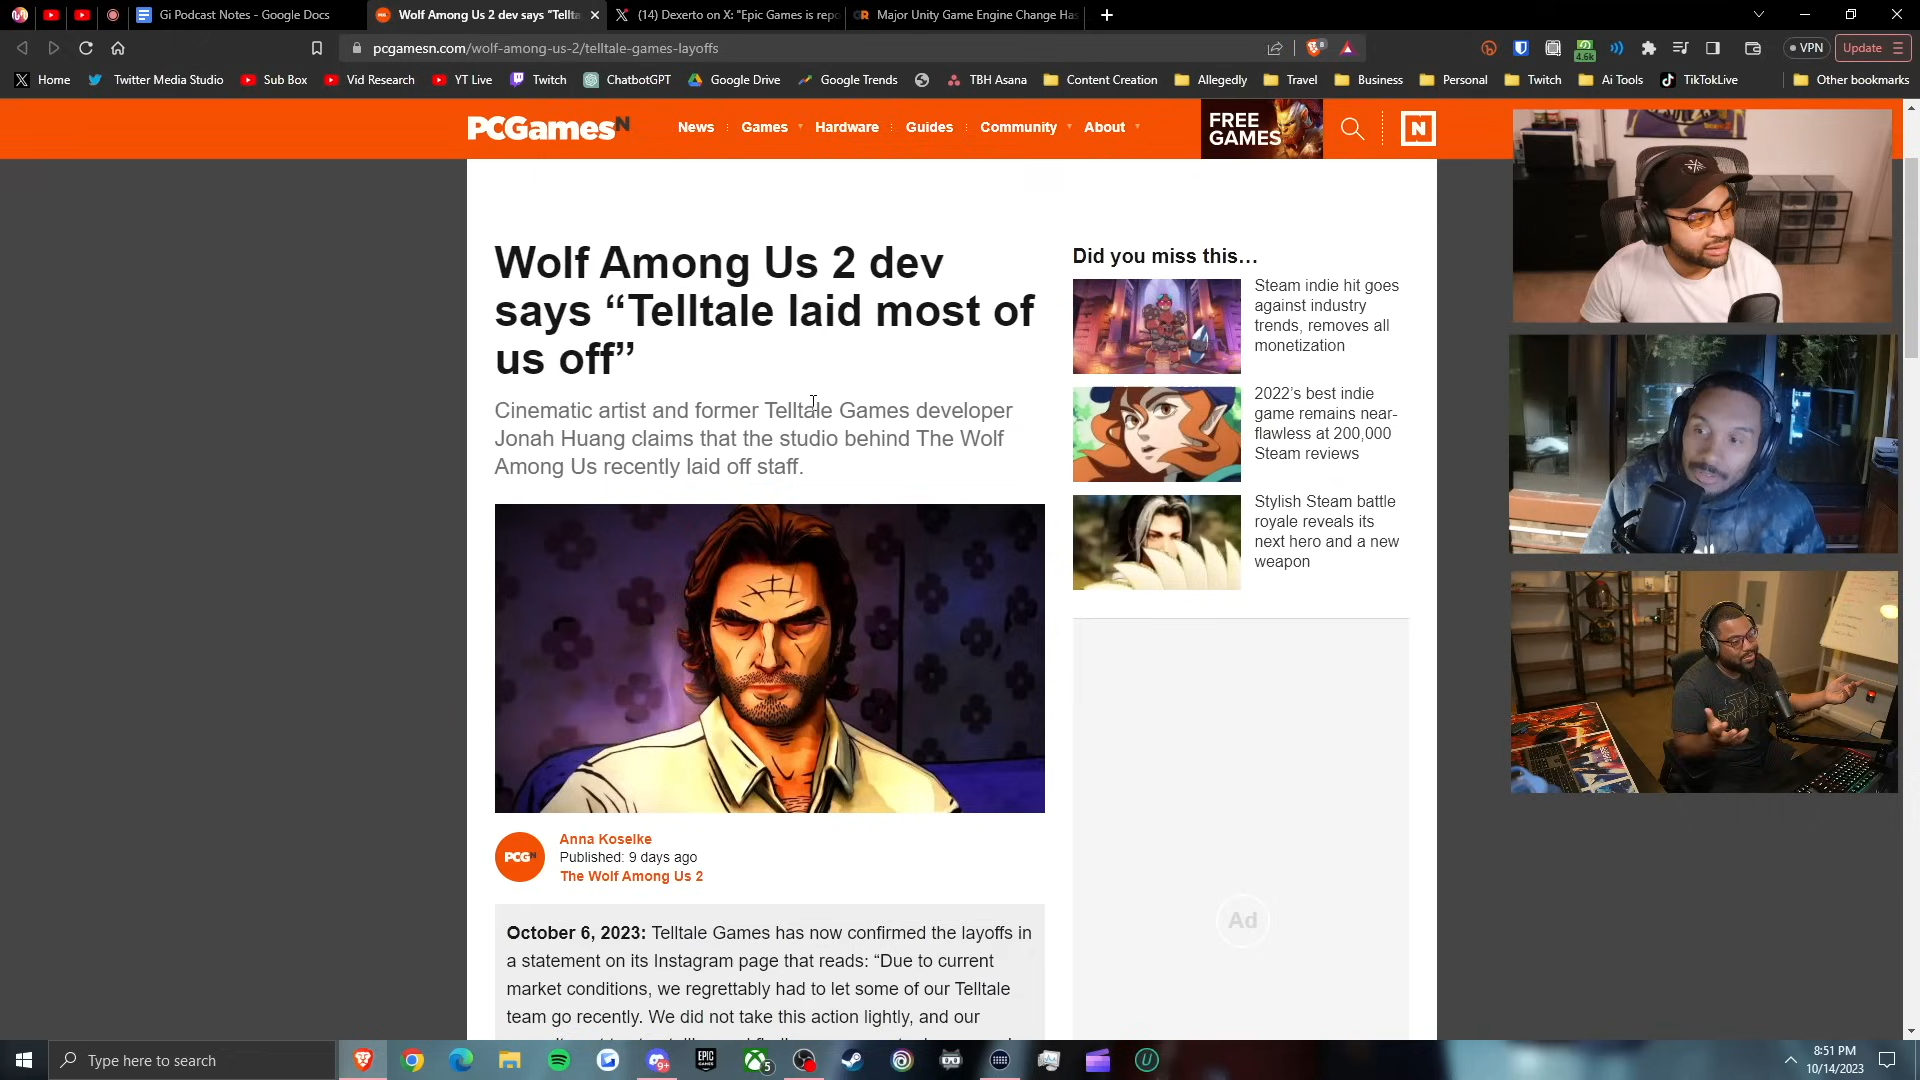 Gi Podcast Notes - Google Docs
Wolf Among Us 2 dev says "Tellta
(14) Dexerto on X: "Epic Games is repo
CR Major Unity Game Engine Change Has
pcgamesn.com/wolf-among-us-2/telltale-games-layoffs
8
4.6k
VPN
Update
Home
Twitter Media Studio
Sub Box
Vid Research
YT Live
Twitch
ChatbotGPT
Google Drive
Google Trends
TBH Asana
Content Creation
Allegedly
Travel
Business
Personal
Twitch
Ai Tools
TikTokLive
Other bookmarks
PCGamesN
News
Games
Hardware
Guides
Community
About
FREE
GAMES
N
Wolf Among Us 2 dev
says “Telltale laid most of
us off”
Cinematic artist and former Telltale Games developer
Jonah Huang claims that the studio behind The Wolf
Among Us recently laid off staff.
PCGN
Anna Koselke
Published: 9 days ago
The Wolf Among Us 2
October 6, 2023: Telltale Games has now confirmed the layoffs in
a statement on its Instagram page that reads: “Due to current
market conditions, we regrettably had to let some of our Telltale
team go recently. We did not take this action lightly, and our
Did you miss this…
Steam indie hit goes
against industry
trends, removes all
monetization
2022’s best indie
game remains near-
flawless at 200,000
Steam reviews
Stylish Steam battle
royale reveals its
next hero and a new
weapon
Ad
Type here to search
9+
EPIC
GAMES
5
8:51 PM
10/14/2023